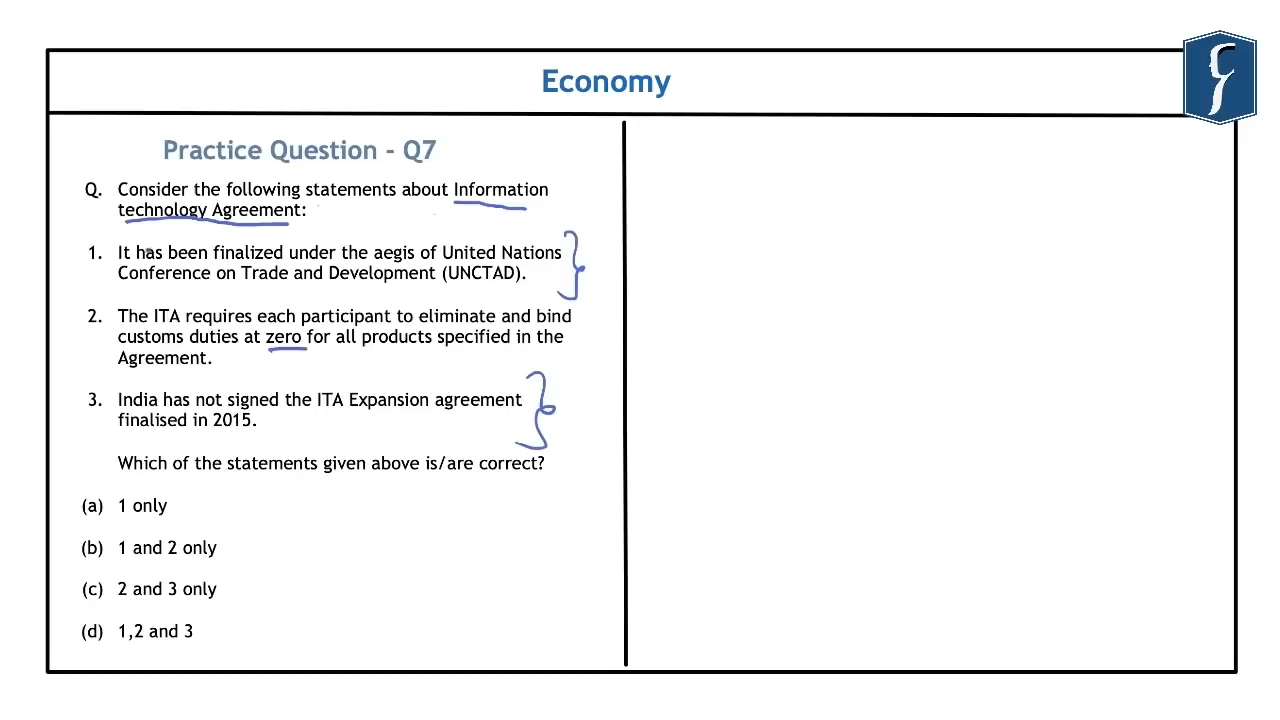 Economy
Practice Question - Q7
Q. Consider the following statements about Information
technology Agreement:
1. It has been finalized under the aegis of United Nations
Conference on Trade and Development (UNCTAD).
2. The ITA requires each participant to eliminate and bind
customs duties at zero for all products specified in the
Agreement.
3. India has not signed the ITA Expansion agreement
finalised in 2015.
Which of the statements given above is/are correct?
(a) 1 only
(b) 1 and 2 only
(c) 2 and 3 only
(d) 1,2 and 3